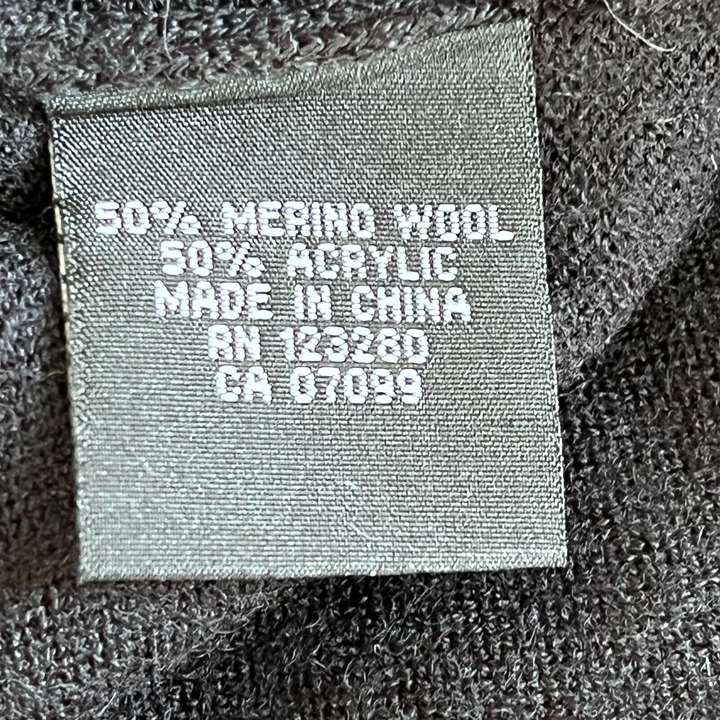 50% MERINO WOOL
50% ACRYLIC
MADE IN CHINA
RN 123280
CA 07099